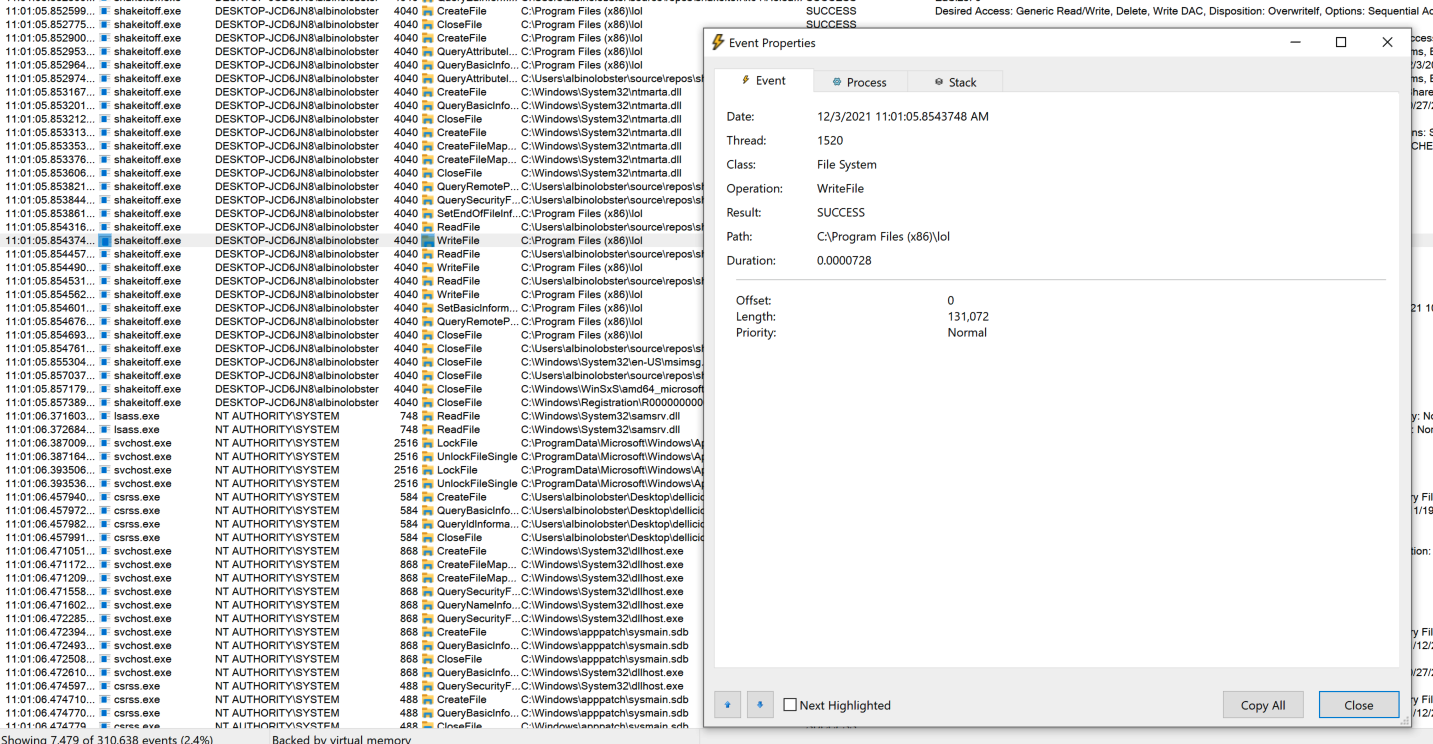 11:01:05.852599... shakeitoff.exe DESKTOP-JCD6JN8\albinolobster 4040 CreateFile C:\Program Files (x86)\lol SUCCESS Desired Access: Generic Read/Write, Delete, Write DAC, Disposition: OverwriteIf, Options: Sequential Ac
11:01:05.852775... shakeitoff.exe DESKTOP-JCD6JN8\albinolobster 4040 CloseFile C:\Program Files (x86)\lol SUCCESS
11:01:05.852900... shakeitoff.exe DESKTOP-JCD6JN8\albinolobster 4040 CreateFile C:\Program Files (x86)\lol
11:01:05.852953... shakeitoff.exe DESKTOP-JCD6JN8\albinolobster 4040 QueryAttributeI... C:\Program Files (x86)\lol
11:01:05.852964... shakeitoff.exe DESKTOP-JCD6JN8\albinolobster 4040 QueryBasicInfo... C:\Program Files (x86)\lol
11:01:05.852974... shakeitoff.exe DESKTOP-JCD6JN8\albinolobster 4040 QueryAttributeI... C:\Users\albinolobster\source\repos\sh
11:01:05.853167... shakeitoff.exe DESKTOP-JCD6JN8\albinolobster 4040 CreateFile C:\Windows\System32\ntmarta.dll
11:01:05.853201... shakeitoff.exe DESKTOP-JCD6JN8\albinolobster 4040 QueryBasicInfo... C:\Windows\System32\ntmarta.dll
11:01:05.853212... shakeitoff.exe DESKTOP-JCD6JN8\albinolobster 4040 CloseFile C:\Windows\System32\ntmarta.dll
11:01:05.853313... shakeitoff.exe DESKTOP-JCD6JN8\albinolobster 4040 CreateFile C:\Windows\System32\ntmarta.dll
11:01:05.853353... shakeitoff.exe DESKTOP-JCD6JN8\albinolobster 4040 CreateFileMap... C:\Windows\System32\ntmarta.dll
11:01:05.853376... shakeitoff.exe DESKTOP-JCD6JN8\albinolobster 4040 CreateFileMap... C:\Windows\System32\ntmarta.dll
11:01:05.853606... shakeitoff.exe DESKTOP-JCD6JN8\albinolobster 4040 CloseFile C:\Windows\System32\ntmarta.dll
11:01:05.853821... shakeitoff.exe DESKTOP-JCD6JN8\albinolobster 4040 QueryRemoteP... C:\Users\albinolobster\source\repos\sh
11:01:05.853844... shakeitoff.exe DESKTOP-JCD6JN8\albinolobster 4040 QuerySecurityF... C:\Users\albinolobster\source\repos\sh
11:01:05.853861... shakeitoff.exe DESKTOP-JCD6JN8\albinolobster 4040 SetEndOfFileInf... C:\Program Files (x86)\lol
11:01:05.854316... shakeitoff.exe DESKTOP-JCD6JN8\albinolobster 4040 ReadFile C:\Users\albinolobster\source\repos\sh
11:01:05.854374... shakeitoff.exe DESKTOP-JCD6JN8\albinolobster 4040 WriteFile C:\Program Files (x86)\lol
11:01:05.854457... shakeitoff.exe DESKTOP-JCD6JN8\albinolobster 4040 ReadFile C:\Users\albinolobster\source\repos\sh
11:01:05.854490... shakeitoff.exe DESKTOP-JCD6JN8\albinolobster 4040 WriteFile C:\Program Files (x86)\lol
11:01:05.854531... shakeitoff.exe DESKTOP-JCD6JN8\albinolobster 4040 ReadFile C:\Users\albinolobster\source\repos\sh
11:01:05.854562... shakeitoff.exe DESKTOP-JCD6JN8\albinolobster 4040 WriteFile C:\Program Files (x86)\lol
11:01:05.854601... shakeitoff.exe DESKTOP-JCD6JN8\albinolobster 4040 SetBasicInform... C:\Program Files (x86)\lol
11:01:05.854676... shakeitoff.exe DESKTOP-JCD6JN8\albinolobster 4040 QueryRemoteP... C:\Program Files (x86)\lol
11:01:05.854693... shakeitoff.exe DESKTOP-JCD6JN8\albinolobster 4040 CloseFile C:\Program Files (x86)\lol
11:01:05.854761... shakeitoff.exe DESKTOP-JCD6JN8\albinolobster 4040 CloseFile C:\Users\albinolobster\source\repos\sh
11:01:05.855304... shakeitoff.exe DESKTOP-JCD6JN8\albinolobster 4040 CloseFile C:\Windows\System32\en-US\msimsg.
11:01:05.857037... shakeitoff.exe DESKTOP-JCD6JN8\albinolobster 4040 CloseFile C:\Users\albinolobster\source\repos\sh
11:01:05.857179... shakeitoff.exe DESKTOP-JCD6JN8\albinolobster 4040 CloseFile C:\Windows\WinSxS\amd64_microsoft
11:01:05.857389... shakeitoff.exe DESKTOP-JCD6JN8\albinolobster 4040 CloseFile C:\Windows\Registration\R000000000
11:01:06.371603... lsass.exe NT AUTHORITY\SYSTEM 748 ReadFile C:\Windows\System32\samsrv.dll
11:01:06.372684... lsass.exe NT AUTHORITY\SYSTEM 748 ReadFile C:\Windows\System32\samsrv.dll
11:01:06.387009... svchost.exe NT AUTHORITY\SYSTEM 2516 LockFile C:\ProgramData\Microsoft\Windows\Ap
11:01:06.387164... svchost.exe NT AUTHORITY\SYSTEM 2516 UnlockFileSingle C:\ProgramData\Microsoft\Windows\Ap
11:01:06.393506... svchost.exe NT AUTHORITY\SYSTEM 2516 LockFile C:\ProgramData\Microsoft\Windows\Ap
11:01:06.393536... svchost.exe NT AUTHORITY\SYSTEM 2516 UnlockFileSingle C:\ProgramData\Microsoft\Windows\Ap
11:01:06.457940... csrss.exe NT AUTHORITY\SYSTEM 584 CreateFile C:\Users\albinolobster\Desktop\dellicio
11:01:06.457972... csrss.exe NT AUTHORITY\SYSTEM 584 QueryBasicInfo... C:\Users\albinolobster\Desktop\dellicio
11:01:06.457982... csrss.exe NT AUTHORITY\SYSTEM 584 QueryIdInforma... C:\Users\albinolobster\Desktop\dellicio
11:01:06.457991... csrss.exe NT AUTHORITY\SYSTEM 584 CloseFile C:\Users\albinolobster\Desktop\dellicio
11:01:06.471051... svchost.exe NT AUTHORITY\SYSTEM 868 CreateFile C:\Windows\System32\dllhost.exe
11:01:06.471172... svchost.exe NT AUTHORITY\SYSTEM 868 CreateFileMap... C:\Windows\System32\dllhost.exe
11:01:06.471209... svchost.exe NT AUTHORITY\SYSTEM 868 CreateFileMap... C:\Windows\System32\dllhost.exe
11:01:06.471558... svchost.exe NT AUTHORITY\SYSTEM 868 QuerySecurityF... C:\Windows\System32\dllhost.exe
11:01:06.471602... svchost.exe NT AUTHORITY\SYSTEM 868 QueryNameInfo... C:\Windows\System32\dllhost.exe
11:01:06.472285... svchost.exe NT AUTHORITY\SYSTEM 868 QuerySecurityF... C:\Windows\System32\dllhost.exe
11:01:06.472394... svchost.exe NT AUTHORITY\SYSTEM 868 CreateFile C:\Windows\apppatch\sysmain.sdb
11:01:06.472493... svchost.exe NT AUTHORITY\SYSTEM 868 QueryBasicInfo... C:\Windows\apppatch\sysmain.sdb
11:01:06.472508... svchost.exe NT AUTHORITY\SYSTEM 868 CloseFile C:\Windows\apppatch\sysmain.sdb
11:01:06.472610... svchost.exe NT AUTHORITY\SYSTEM 868 QueryBasicInfo... C:\Windows\System32\dllhost.exe
11:01:06.474597... csrss.exe NT AUTHORITY\SYSTEM 488 QuerySecurityF... C:\Windows\System32\dllhost.exe
11:01:06.474710... csrss.exe NT AUTHORITY\SYSTEM 488 CreateFile C:\Windows\apppatch\sysmain.sdb
11:01:06.474770... csrss.exe NT AUTHORITY\SYSTEM 488 QueryBasicInfo... C:\Windows\apppatch\sysmain.sdb
11:01:06.474779... csrss.exe NT AUTHORITY\SYSTEM 488 CloseFile C:\Windows\apppatch\sysmain.sdb
Showing 7,479 of 310,638 events (2.4%) Backed by virtual memory
Event Properties
Event Process Stack
Date: 12/3/2021 11:01:05.8543748 AM
Thread: 1520
Class: File System
Operation: WriteFile
Result: SUCCESS
Path: C:\Program Files (x86)\lol
Duration: 0.0000728
Offset: 0
Length: 131,072
Priority: Normal
Next Highlighted
Copy All
Close